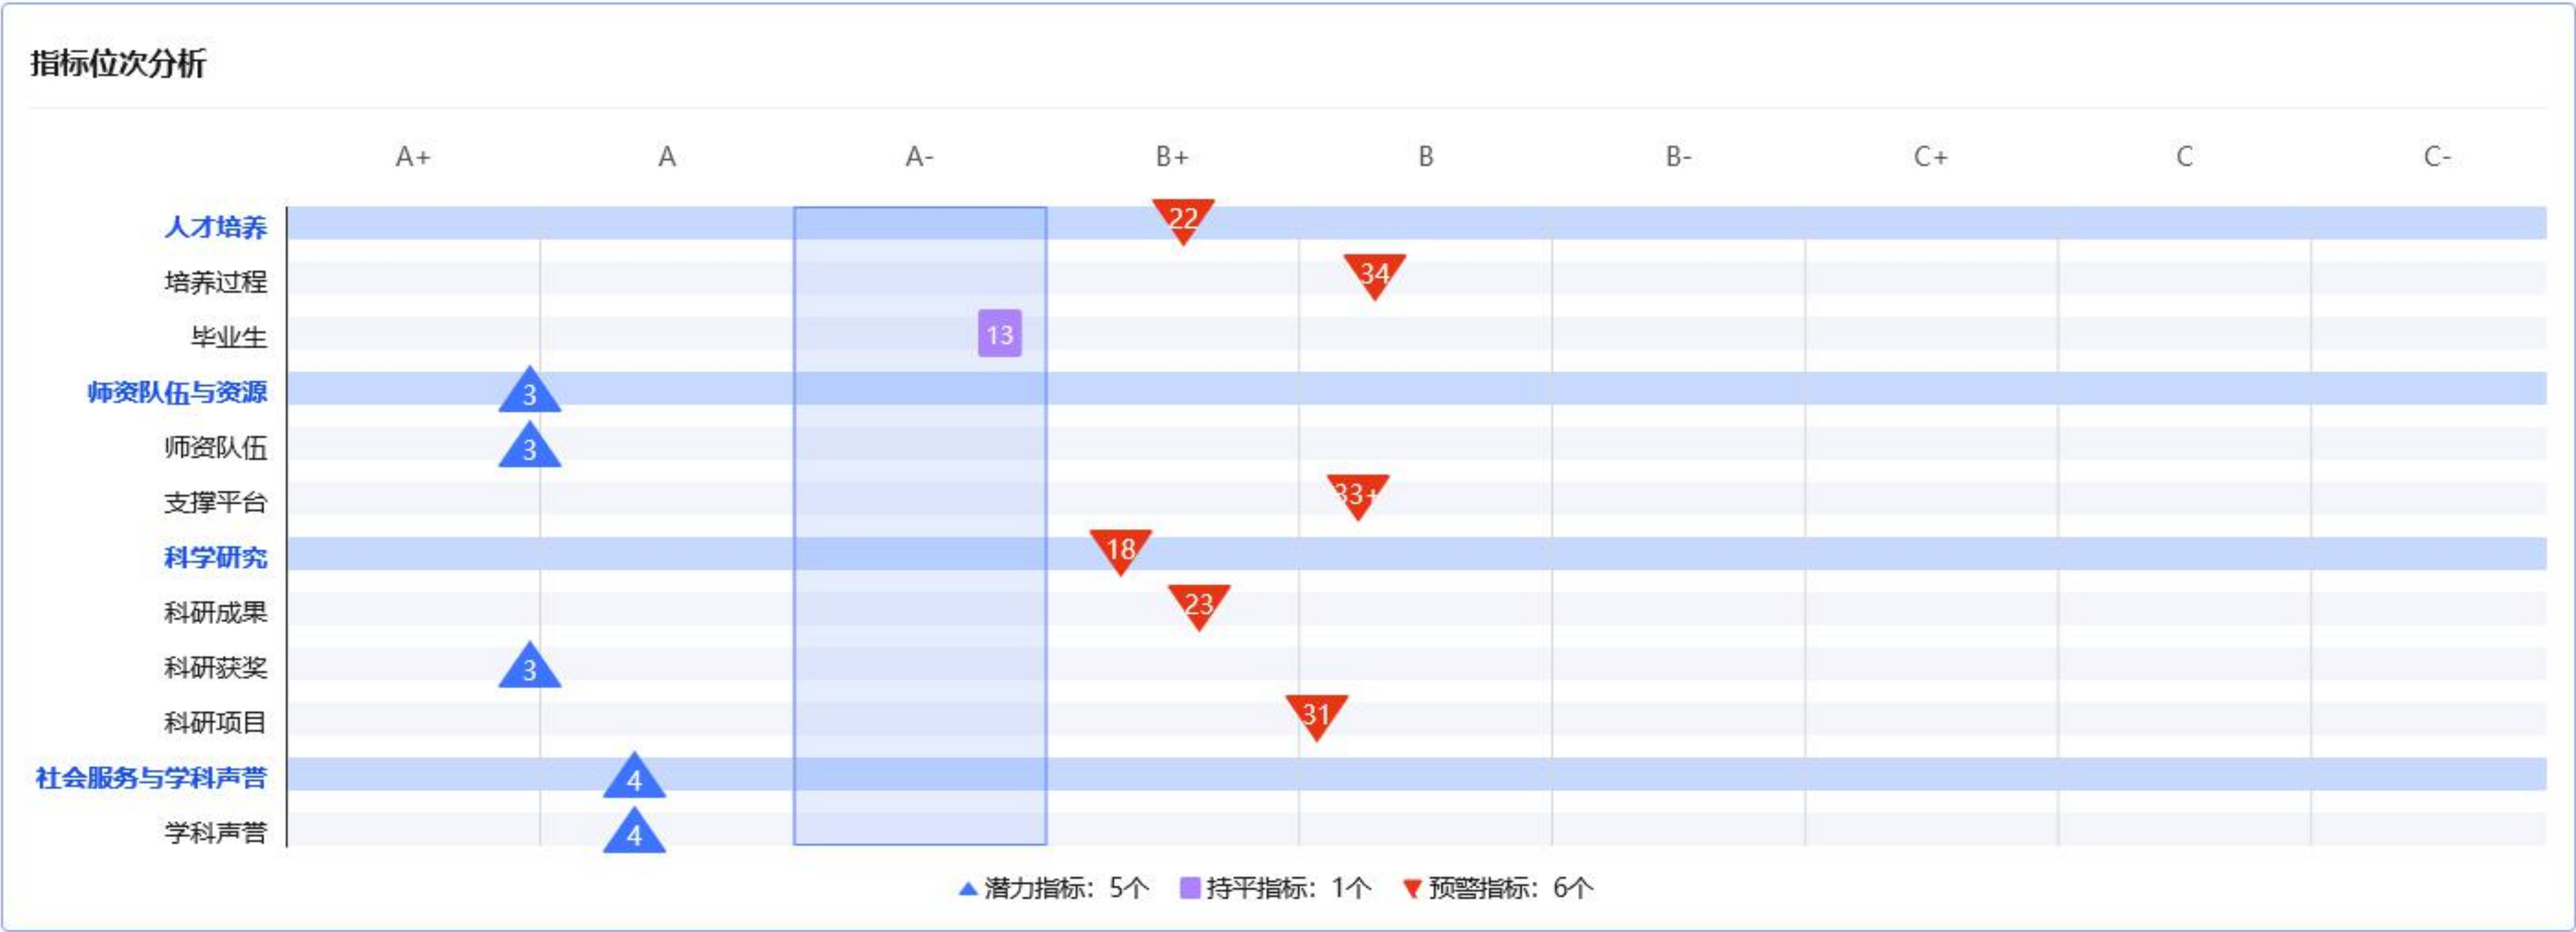 指标位次分析
A+ A A- B+ B B- C+ C C-
人才培养 22
培养过程 34
毕业生 13
师资队伍与资源 3
师资队伍 3
支撑平台 33+
科学研究 18
科研成果 23
科研获奖 3
科研项目 31
社会服务与学科声誉 4
学科声誉 4
潜力指标：5个 持平指标：1个 预警指标：6个